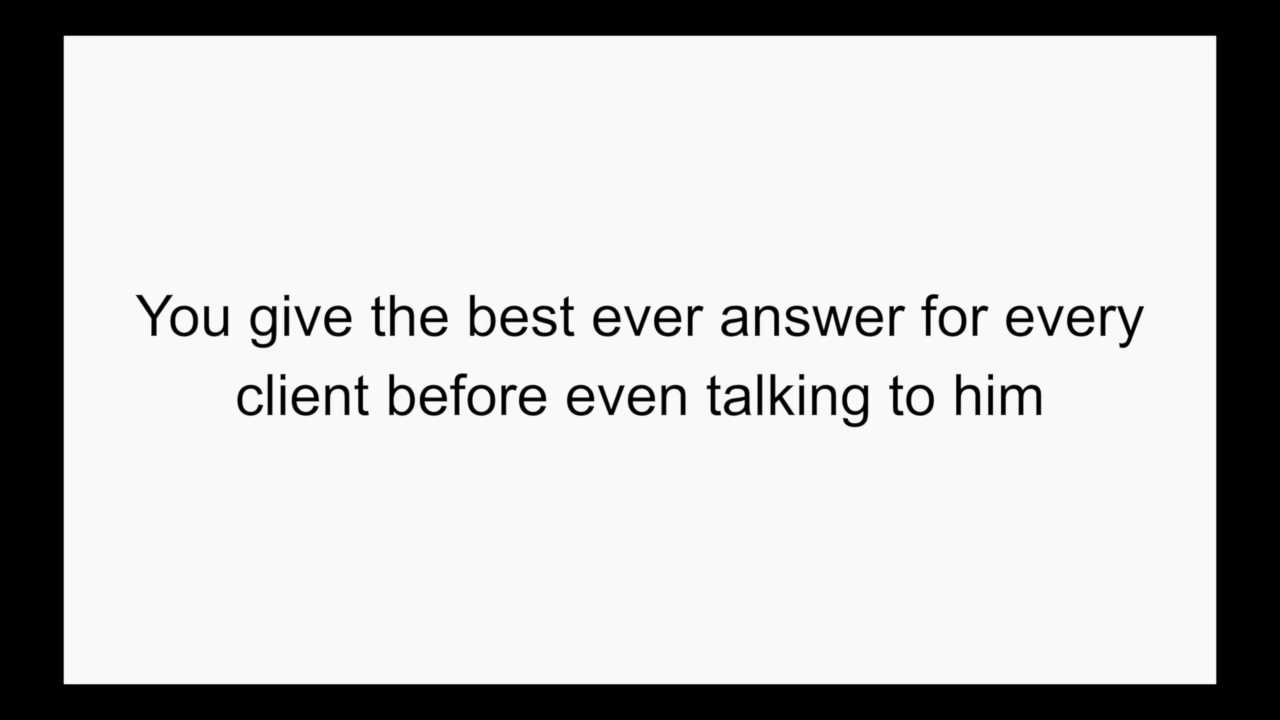 You give the best ever answer for every
client before even talking to him